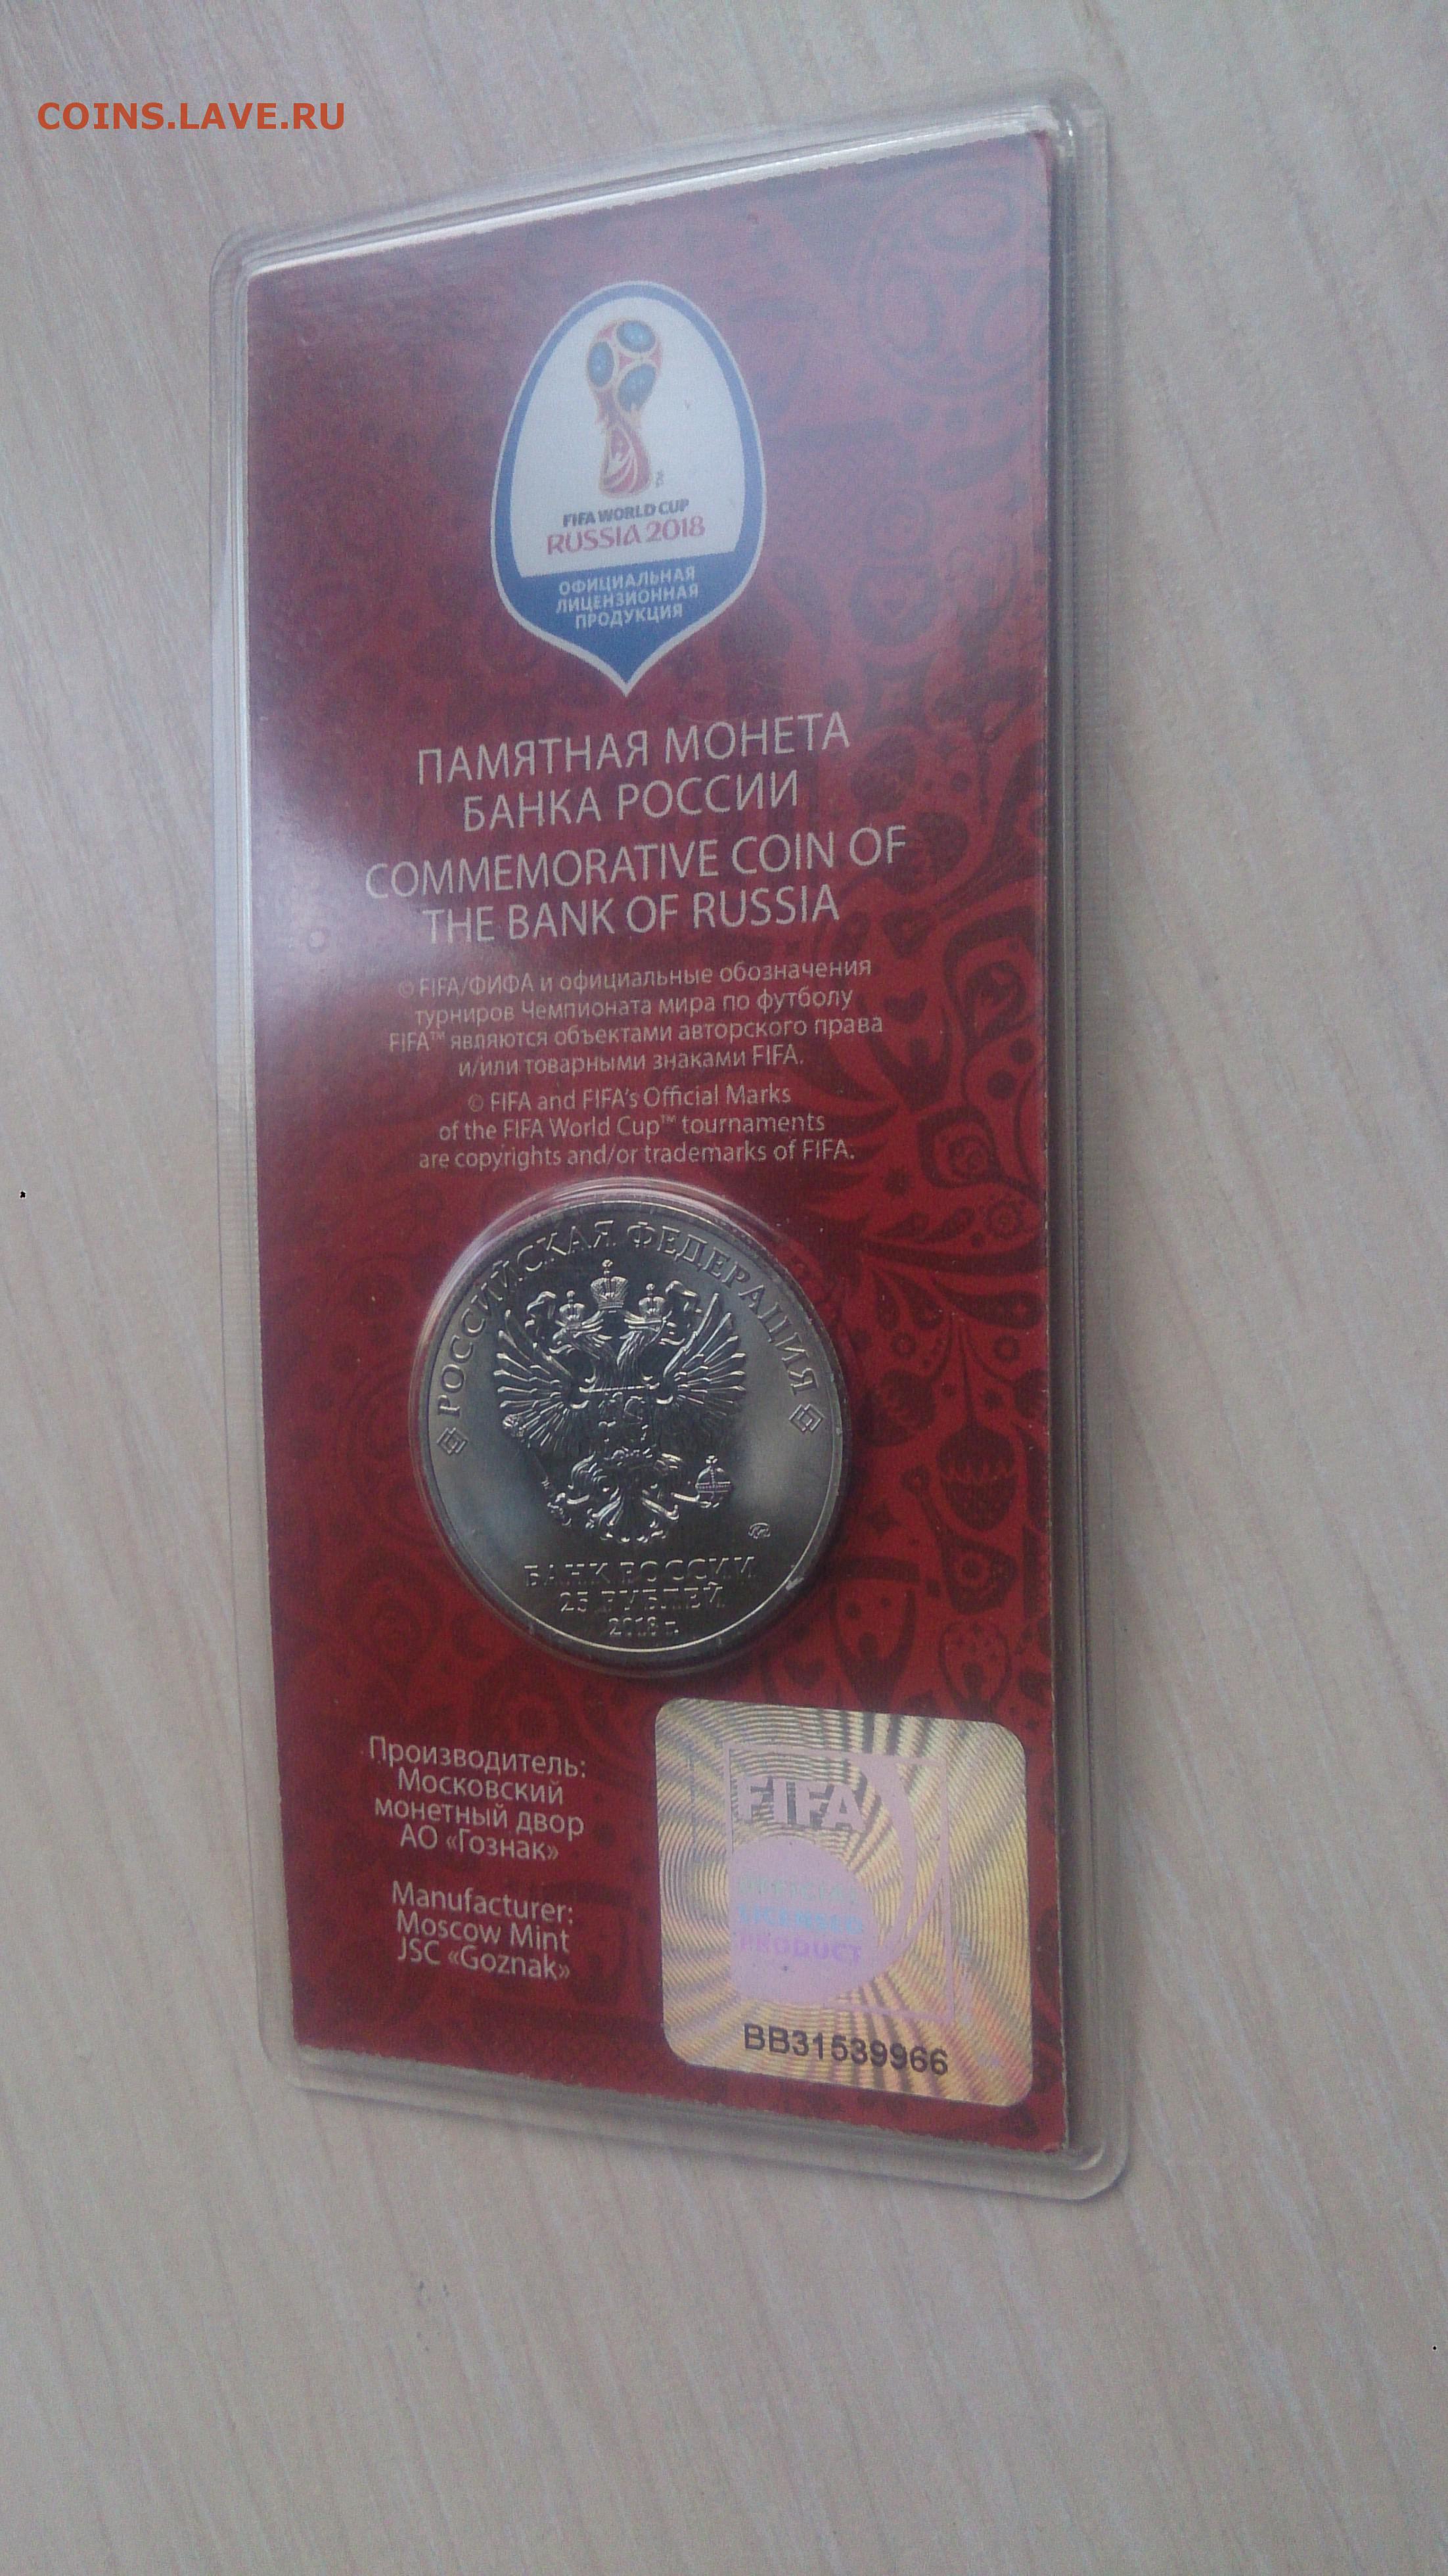 COINS.LAVE.RU
FIFA WORLD CUP
RUSSIA 2018
ОФИЦИАЛЬНАЯ
ЛИЦЕНЗИОННАЯ
ПРОДУКЦИЯ
ПАМЯТНАЯ МОНЕТА
БАНКА РОССИИ
COMMEMORATIVE COIN OF
THE BANK OF RUSSIA
© FIFA/ФИФА и официальные обозначения
турниров Чемпионата мира по футболу
FIFA™ являются объектами авторского права
и/или товарными знаками FIFA.
© FIFA and FIFA's Official Marks
of the FIFA World Cup™ tournaments
are copyrights and/or trademarks of FIFA.
РОССИЙСКАЯ ФЕДЕРАЦИЯ
БАНК РОССИИ
25 РУБЛЕЙ
2018 г.
Производитель:
Московский
монетный двор
АО «Гознак»
Manufacturer:
Moscow Mint
JSC «Goznak»
FIFA
OFFICIAL
LICENSED
PRODUCT
BB31539966